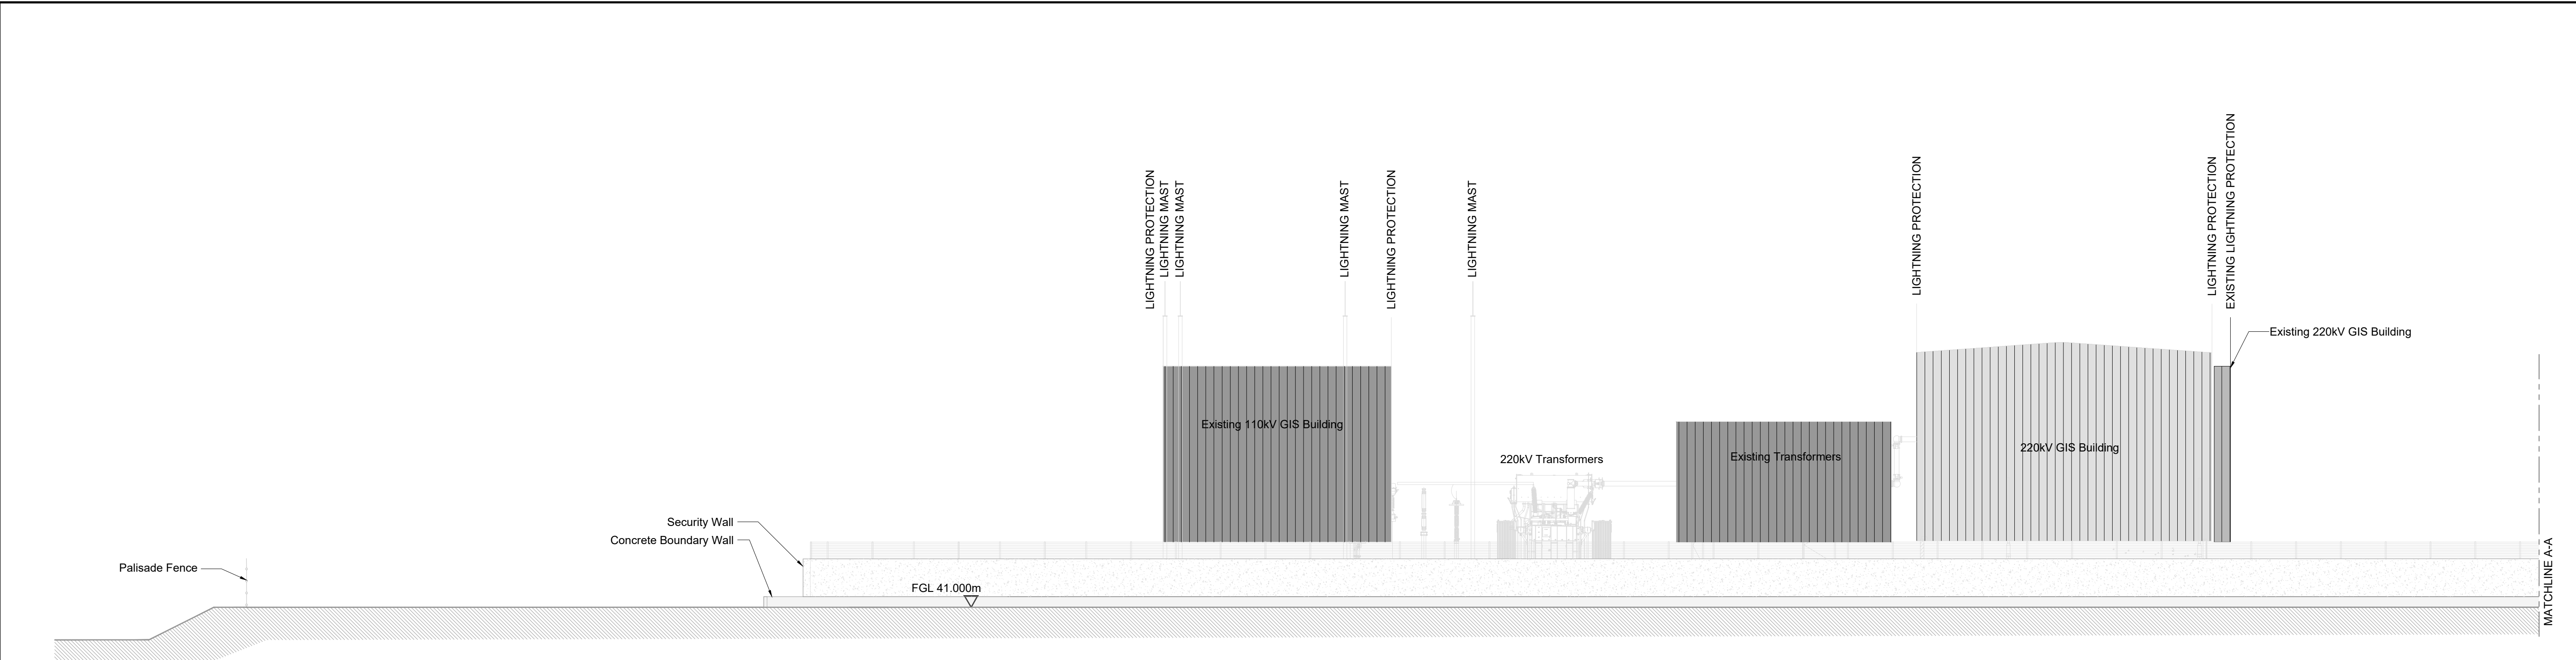 LIGHTNING PROTECTION
LIGHTNING MAST
LIGHTNING MAST
LIGHTNING MAST
LIGHTNING PROTECTION
LIGHTNING MAST
LIGHTNING PROTECTION
LIGHTNING PROTECTION
EXISTING LIGHTNING PROTECTION
Existing 220kV GIS Building
Existing 110kV GIS Building
220kV Transformers
Existing Transformers
220kV GIS Building
Security Wall
Concrete Boundary Wall
Palisade Fence
FGL 41.000m
MATCHLINE A-A